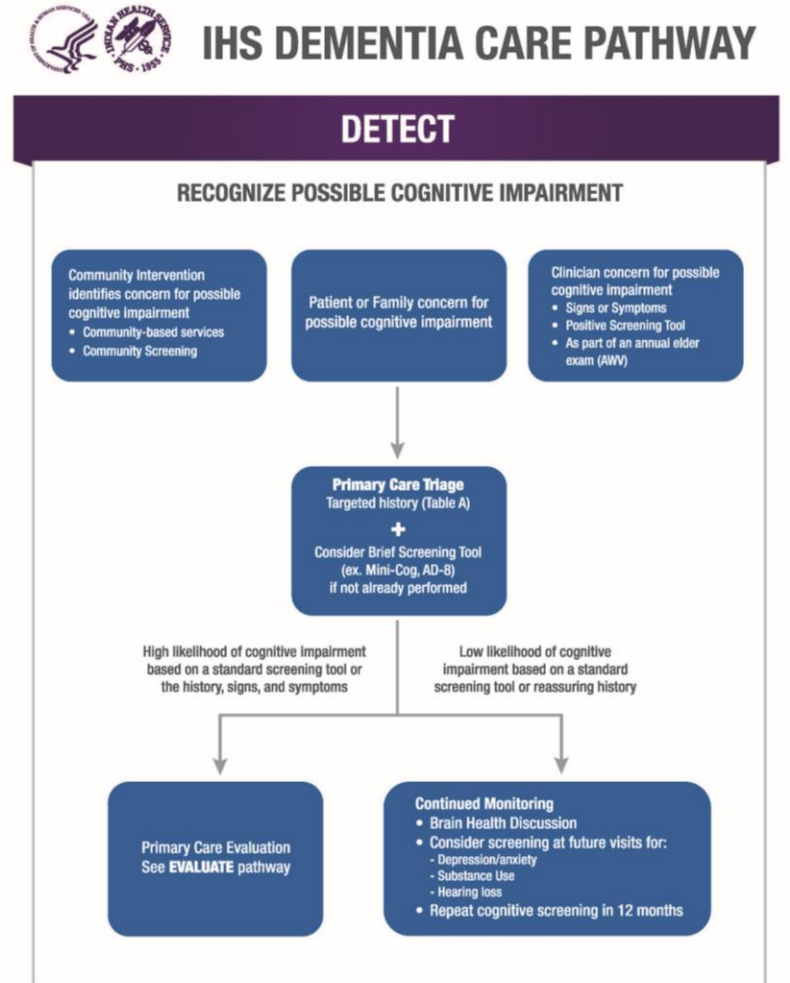 IHS DEMENTIA CARE PATHWAY
DETECT
RECOGNIZE POSSIBLE COGNITIVE IMPAIRMENT
Community Intervention
identifies concern for possible
cognitive impairment
• Community-based services
• Community Screening
Patient or Family concern for
possible cognitive impairment
Clinician concern for possible
cognitive impairment
• Signs or Symptoms
• Positive Screening Tool
• As part of an annual elder
exam (AWV)
Primary Care Triage
Targeted history (Table A)
+
Consider Brief Screening Tool
(ex. Mini-Cog, AD-8)
if not already performed
High likelihood of cognitive impairment
based on a standard screening tool or
the history, signs, and symptoms
Low likelihood of cognitive
impairment based on a standard
screening tool or reassuring history
Primary Care Evaluation
See EVALUATE pathway
Continued Monitoring
• Brain Health Discussion
• Consider screening at future visits for:
- Depression/anxiety
- Substance Use
- Hearing loss
• Repeat cognitive screening in 12 months
INDIAN HEALTH SERVICE
PHS • 1955